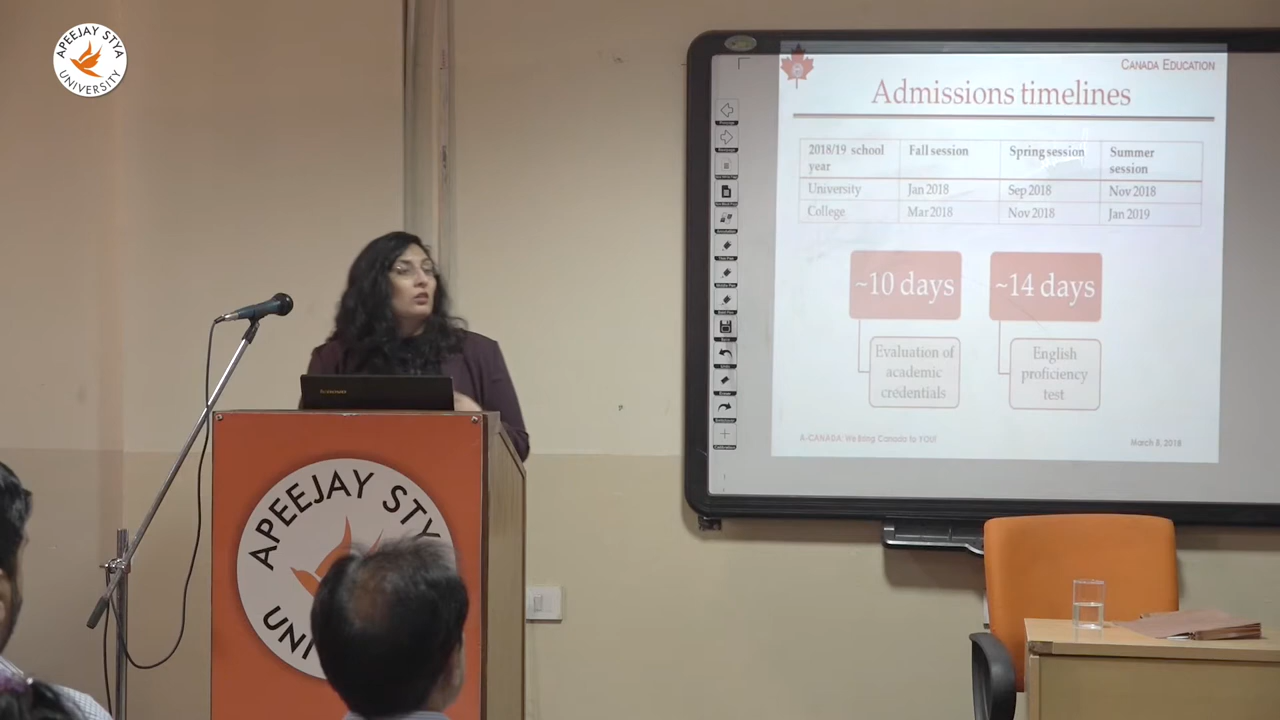 APEEJAY STYA
UNIVERSITY
CANADA EDUCATION
Admissions timelines
2018/19 school year
Fall session
Spring session
Summer session
University
Jan 2018
Sep 2018
Nov 2018
College
Mar 2018
Nov 2018
Jan 2019
~10 days
~14 days
Evaluation of
academic
credentials
English
proficiency
test
A-CANADA, We Bring Canada to YOU!
March 8, 2018
APEEJAY STY
UNI